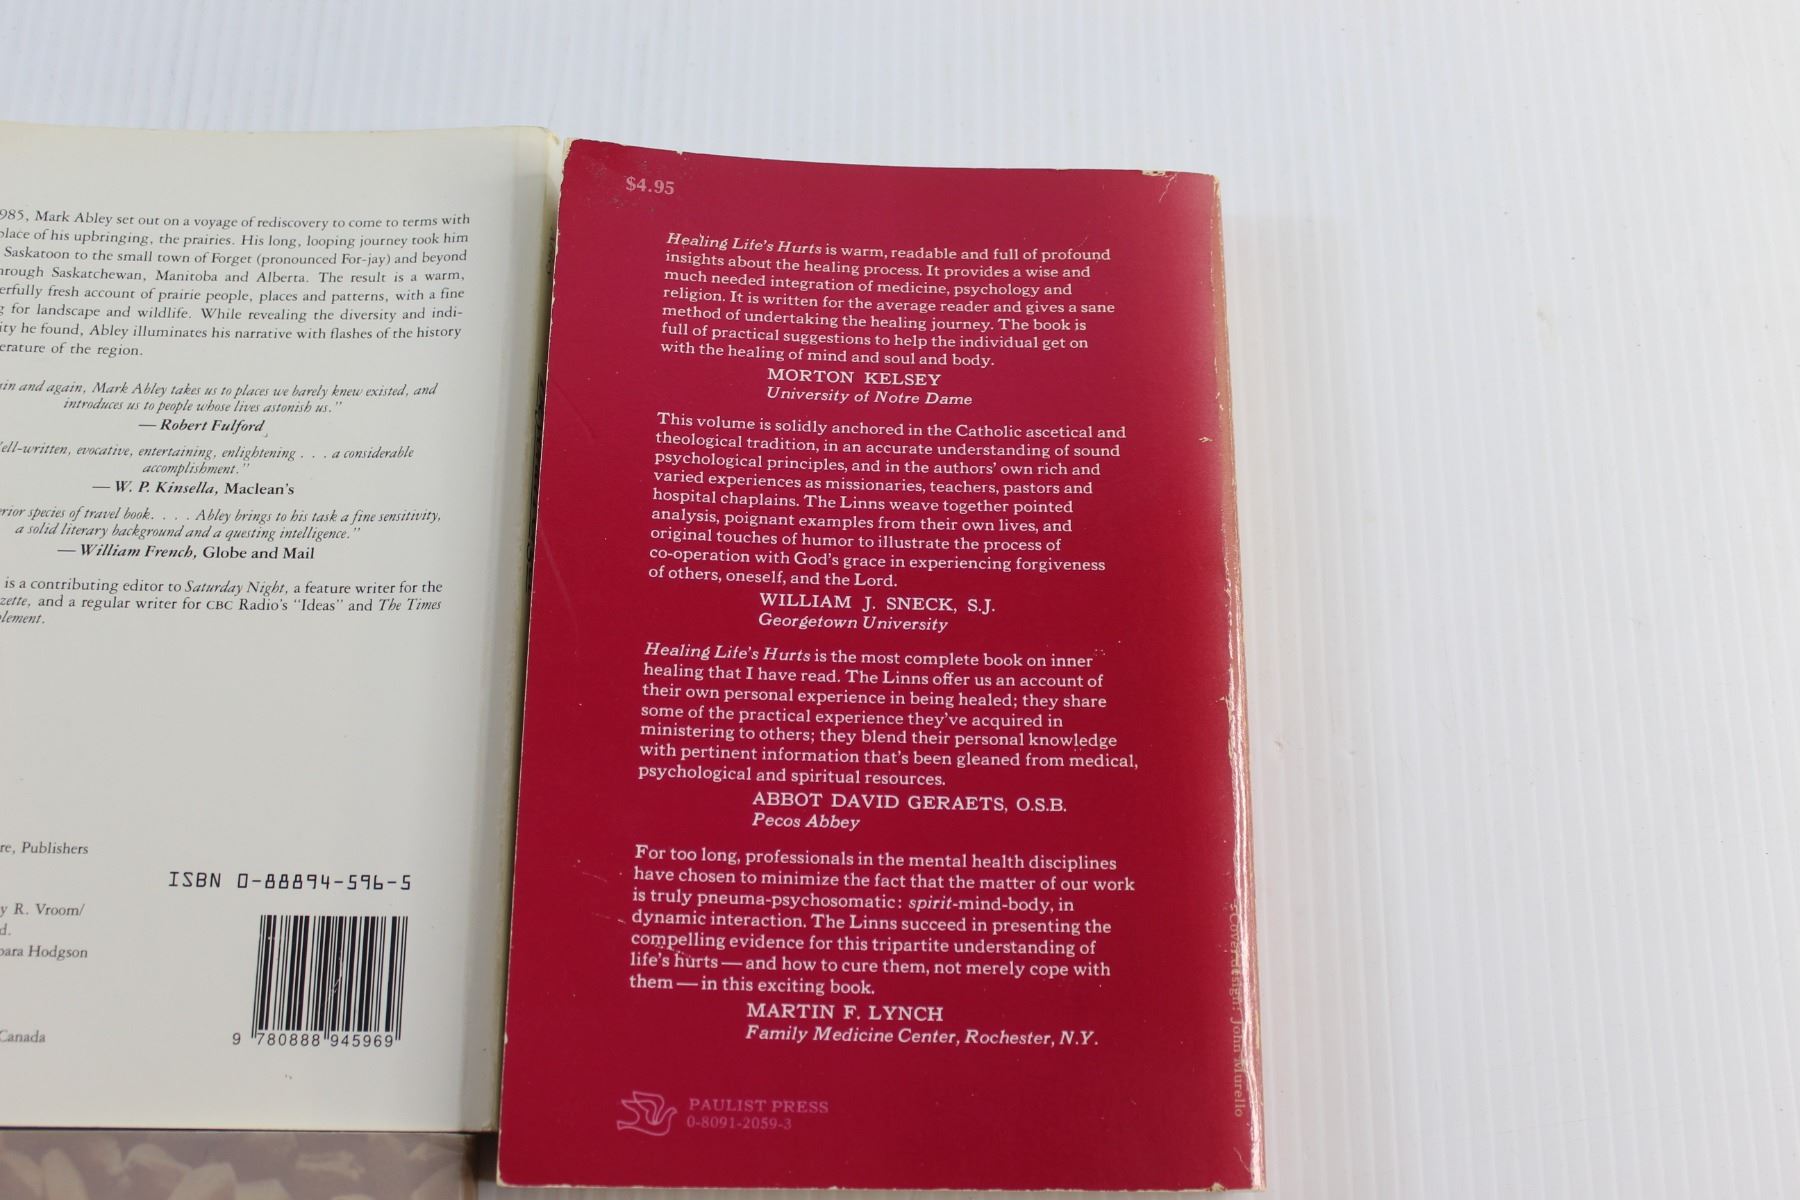 985, Mark Abley set out on a voyage of rediscovery to come to terms with
place of his upbringing, the prairies. His long, looping journey took him
Saskatoon to the small town of Forget (pronounced For-jay) and beyond
Saskatchewan, Manitoba and Alberta. The result is a warm,
fresh account of prairie people, places and patterns, with a fine
for landscape and wildlife. While revealing the diversity and indi-
he found, Abley illuminates his narrative with flashes of the history
of the region.
and again, Mark Abley takes us to places we barely knew existed, and
introduces us to people whose lives astonish us."
— Robert Fulford
ell-written, evocative, entertaining, enlightening . . . a considerable
accomplishment."
— W. P. Kinsella, Maclean's
species of travel book. . . . Abley brings to his task a fine sensitivity,
a solid literary background and a questing intelligence."
— William French, Globe and Mail
is a contributing editor to Saturday Night, a feature writer for the
zette, and a regular writer for CBC Radio's "Ideas" and The Times
lement.
re, Publishers
ISBN 0-88894-596-5
y R. Vroom/
d.
bara Hodgson
Canada
9 780888 945969
$4.95
Healing Life's Hurts is warm, readable and full of profound
insights about the healing process. It provides a wise and
much needed integration of medicine, psychology and
religion. It is written for the average reader and gives a sane
method of undertaking the healing journey. The book is
full of practical suggestions to help the individual get on
with the healing of mind and soul and body.
MORTON KELSEY
University of Notre Dame
This volume is solidly anchored in the Catholic ascetical and
theological tradition, in an accurate understanding of sound
psychological principles, and in the authors' own rich and
varied experiences as missionaries, teachers, pastors and
hospital chaplains. The Linns weave together pointed
analysis, poignant examples from their own lives, and
original touches of humor to illustrate the process of
co-operation with God's grace in experiencing forgiveness
of others, oneself, and the Lord.
WILLIAM J. SNECK, S.J.
Georgetown University
Healing Life's Hurts is the most complete book on inner
healing that I have read. The Linns offer us an account of
their own personal experience in being healed; they share
some of the practical experience they've acquired in
ministering to others; they blend their personal knowledge
with pertinent information that's been gleaned from medical,
psychological and spiritual resources.
ABBOT DAVID GERAETS, O.S.B.
Pecos Abbey
For too long, professionals in the mental health disciplines
have chosen to minimize the fact that the matter of our work
is truly pneuma-psychosomatic: spirit-mind-body, in
dynamic interaction. The Linns succeed in presenting the
compelling evidence for this tripartite understanding of
life's hurts — and how to cure them, not merely cope with
them — in this exciting book.
MARTIN F. LYNCH
Family Medicine Center, Rochester, N.Y.
PAULIST PRESS
0-8091-2059-3
Cover design: John Murello